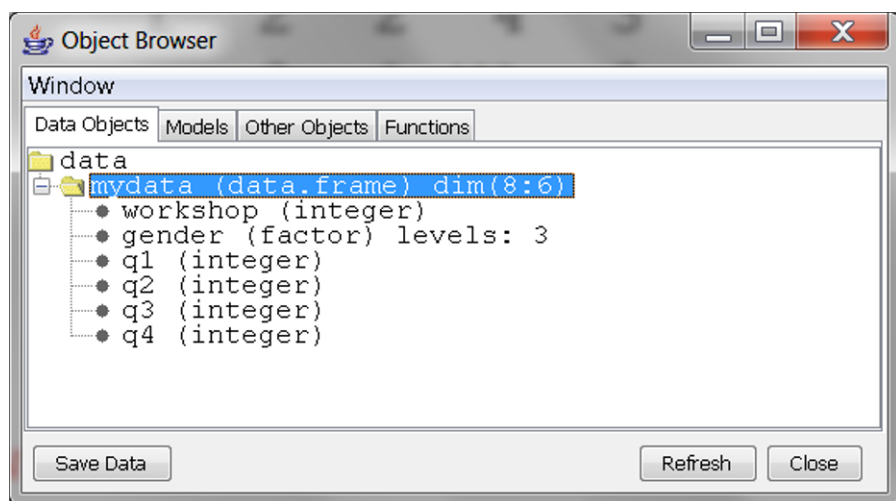 Object Browser
Window
Data Objects Models Other Objects Functions
data
mydata (data.frame) dim(8:6)
workshop (integer)
gender (factor) levels: 3
q1 (integer)
q2 (integer)
q3 (integer)
q4 (integer)
Save Data Refresh Close